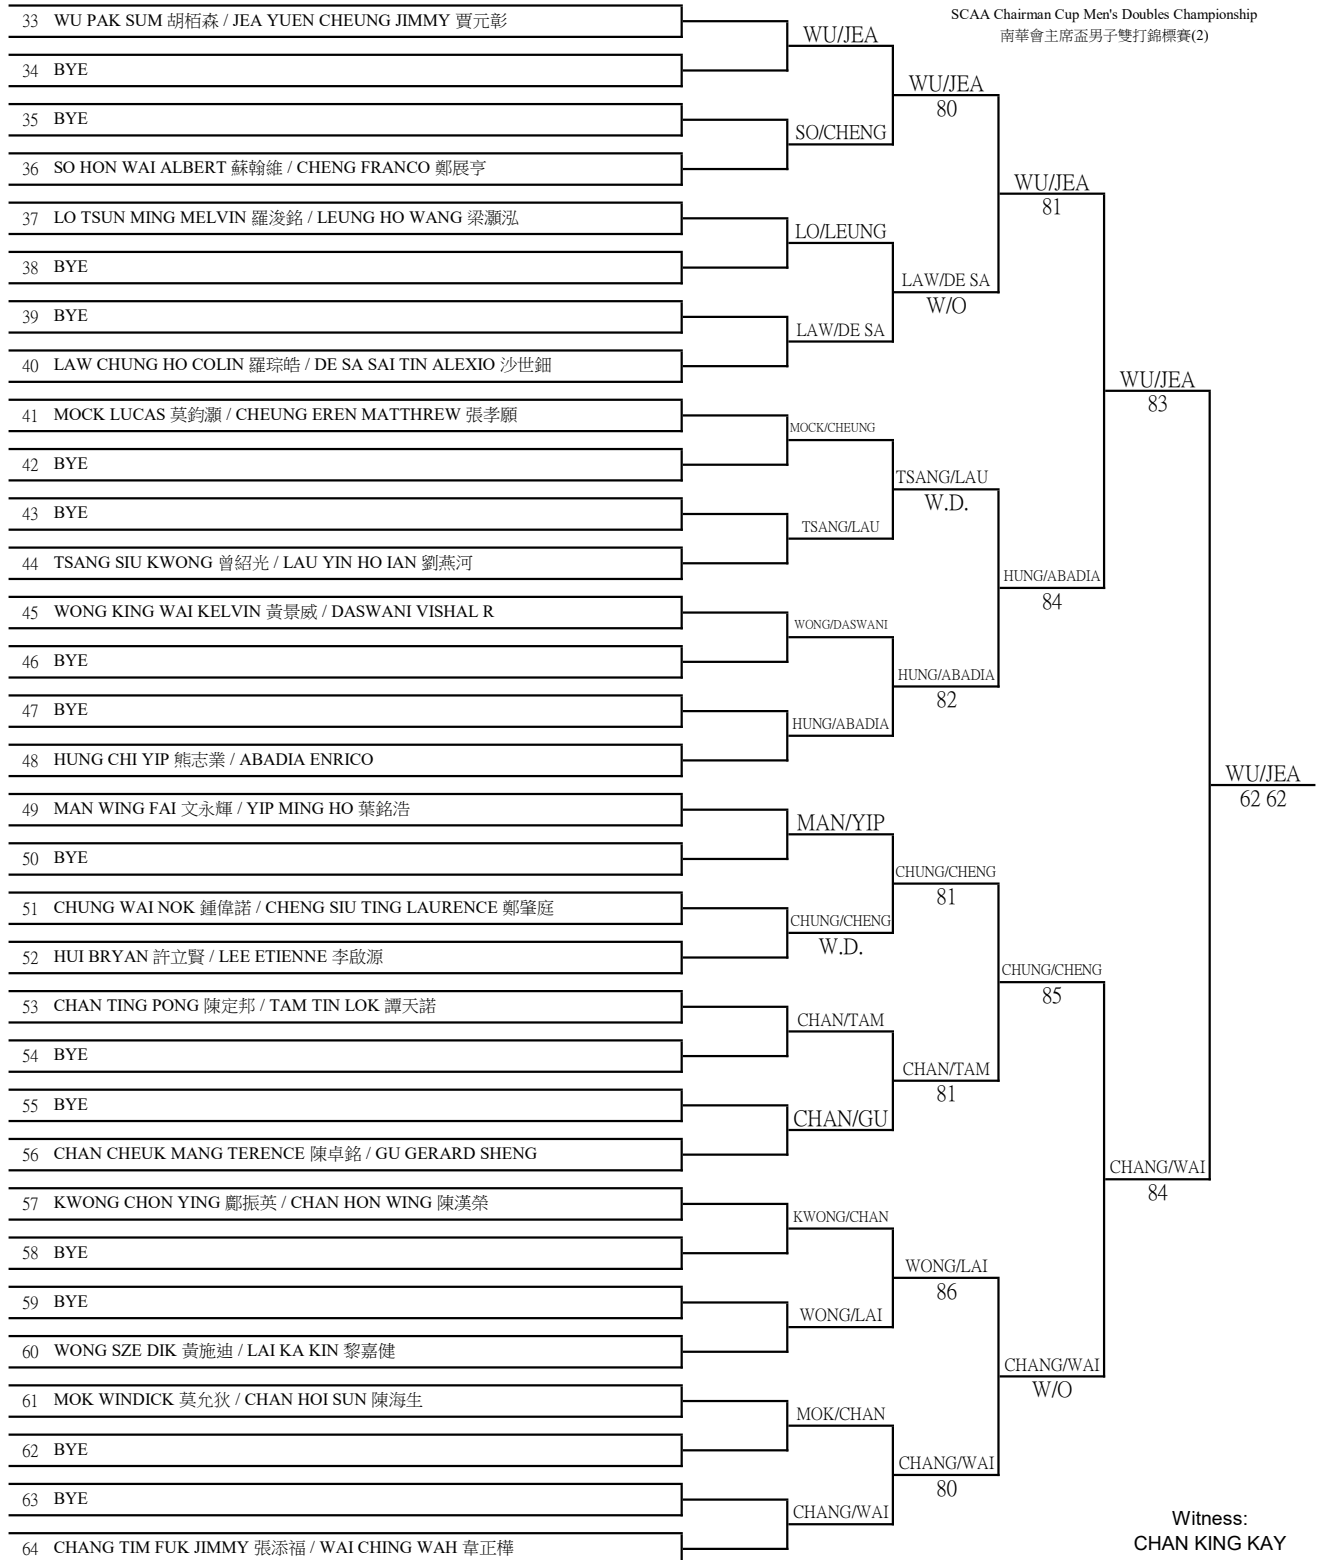 SCAA Chairman Cup Men's Doubles Championship
南華會主席盃男子雙打錦標賽(2)
33 WU PAK SUM 胡栢森 / JEA YUEN CHEUNG JIMMY 賈元彰
WU/JEA
34 BYE
WU/JEA
80
35 BYE
SO/CHENG
36 SO HON WAI ALBERT 蘇翰維 / CHENG FRANCO 鄭展亨
WU/JEA
81
37 LO TSUN MING MELVIN 羅浚銘 / LEUNG HO WANG 梁灝泓
LO/LEUNG
38 BYE
LAW/DE SA
W/O
39 BYE
LAW/DE SA
40 LAW CHUNG HO COLIN 羅琮皓 / DE SA SAI TIN ALEXIO 沙世鈿
WU/JEA
83
41 MOCK LUCAS 莫鈞灝 / CHEUNG EREN MATTHREW 張孝願
MOCK/CHEUNG
42 BYE
TSANG/LAU
W.D.
43 BYE
TSANG/LAU
44 TSANG SIU KWONG 曾紹光 / LAU YIN HO IAN 劉燕河
HUNG/ABADIA
84
45 WONG KING WAI KELVIN 黃景威 / DASWANI VISHAL R
WONG/DASWANI
46 BYE
HUNG/ABADIA
82
47 BYE
HUNG/ABADIA
48 HUNG CHI YIP 熊志業 / ABADIA ENRICO
WU/JEA
62 62
49 MAN WING FAI 文永輝 / YIP MING HO 葉銘浩
MAN/YIP
50 BYE
CHUNG/CHENG
81
51 CHUNG WAI NOK 鍾偉諾 / CHENG SIU TING LAURENCE 鄭肇庭
CHUNG/CHENG
W.D.
52 HUI BRYAN 許立賢 / LEE ETIENNE 李啟源
CHUNG/CHENG
85
53 CHAN TING PONG 陳定邦 / TAM TIN LOK 譚天諾
CHAN/TAM
54 BYE
CHAN/TAM
81
55 BYE
CHAN/GU
56 CHAN CHEUK MANG TERENCE 陳卓銘 / GU GERARD SHENG
CHANG/WAI
84
57 KWONG CHON YING 鄺振英 / CHAN HON WING 陳漢榮
KWONG/CHAN
58 BYE
WONG/LAI
86
59 BYE
WONG/LAI
60 WONG SZE DIK 黃施迪 / LAI KA KIN 黎嘉健
CHANG/WAI
W/O
61 MOK WINDICK 莫允狄 / CHAN HOI SUN 陳海生
MOK/CHAN
62 BYE
CHANG/WAI
80
63 BYE
CHANG/WAI
64 CHANG TIM FUK JIMMY 張添福 / WAI CHING WAH 韋正樺
Witness:
CHAN KING KAY